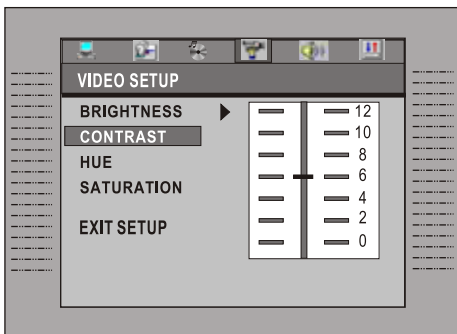 VIDEO SETUP
BRIGHTNESS
CONTRAST
HUE
SATURATION
EXIT SETUP
12
10
8
6
4
2
0